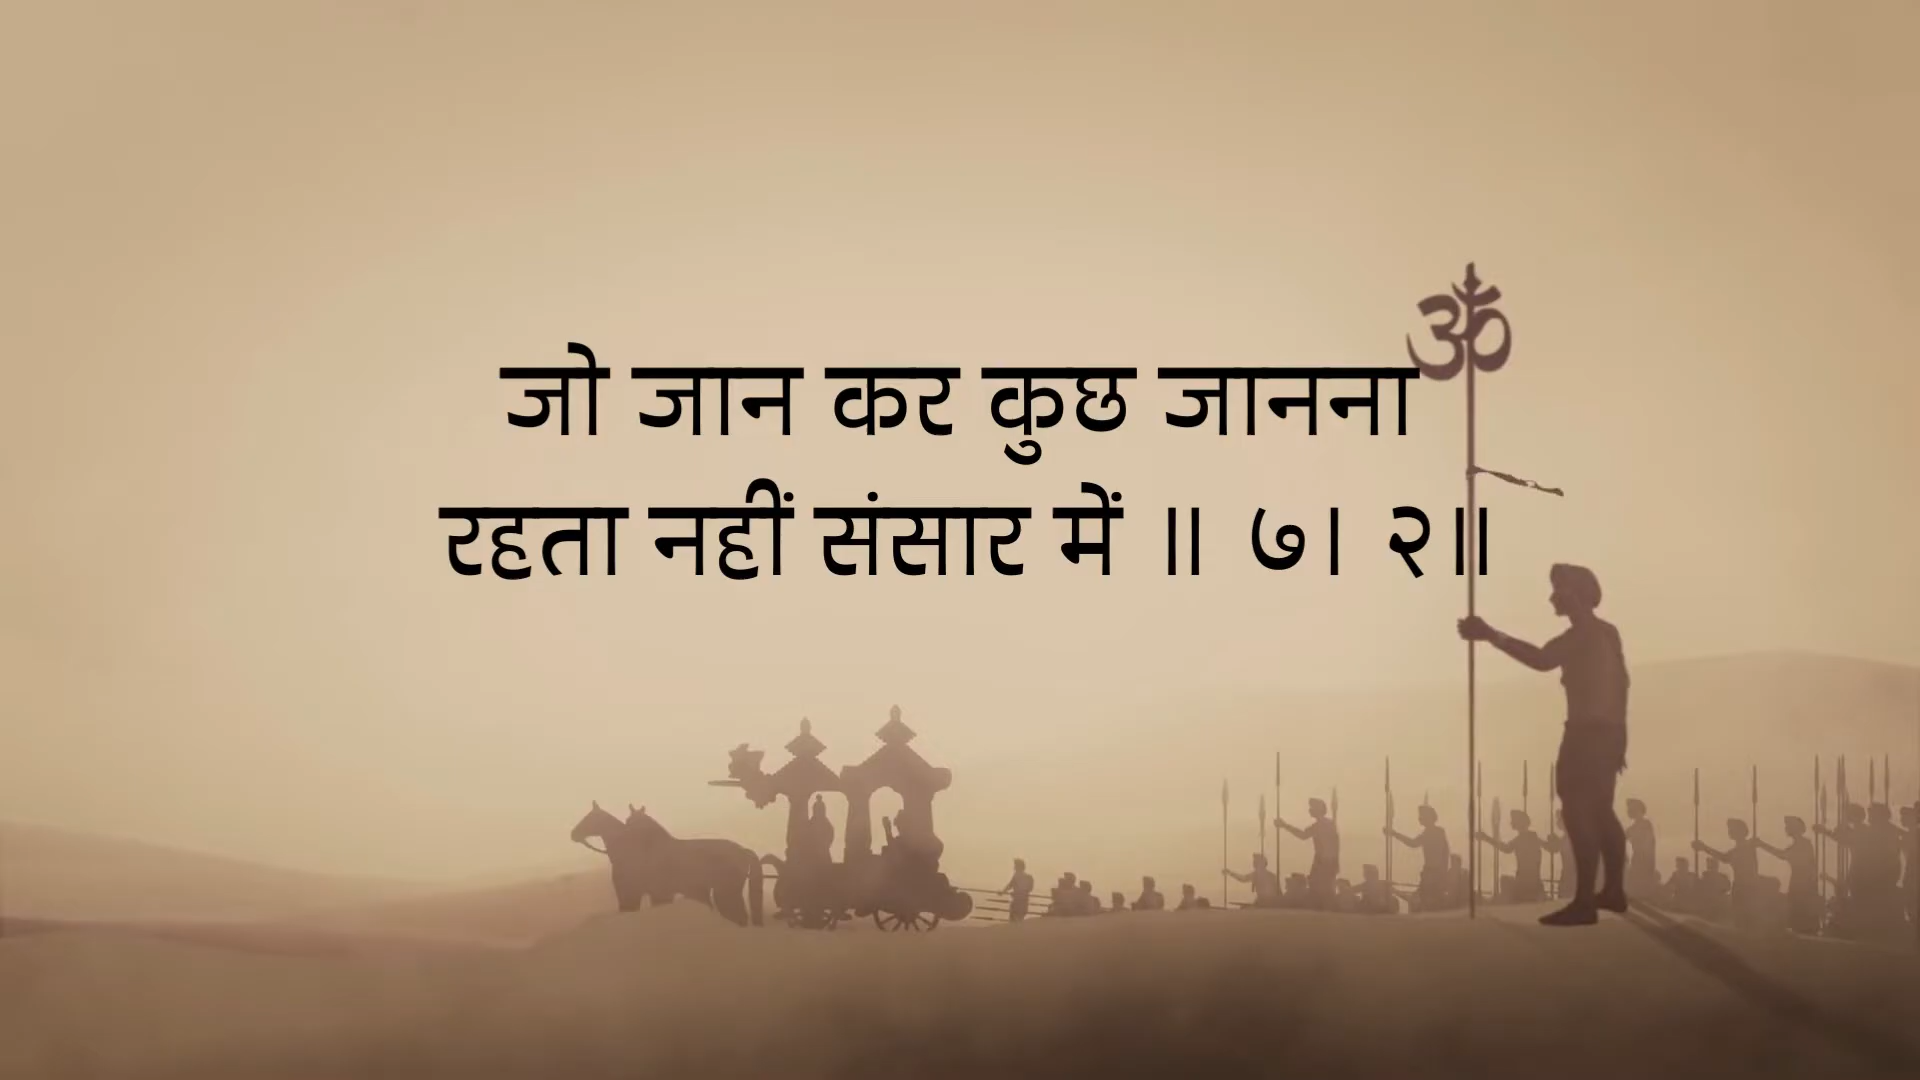 जो जान कर कुछ जानना
रहता नहीं संसार में ॥ ७। २॥
ॐ